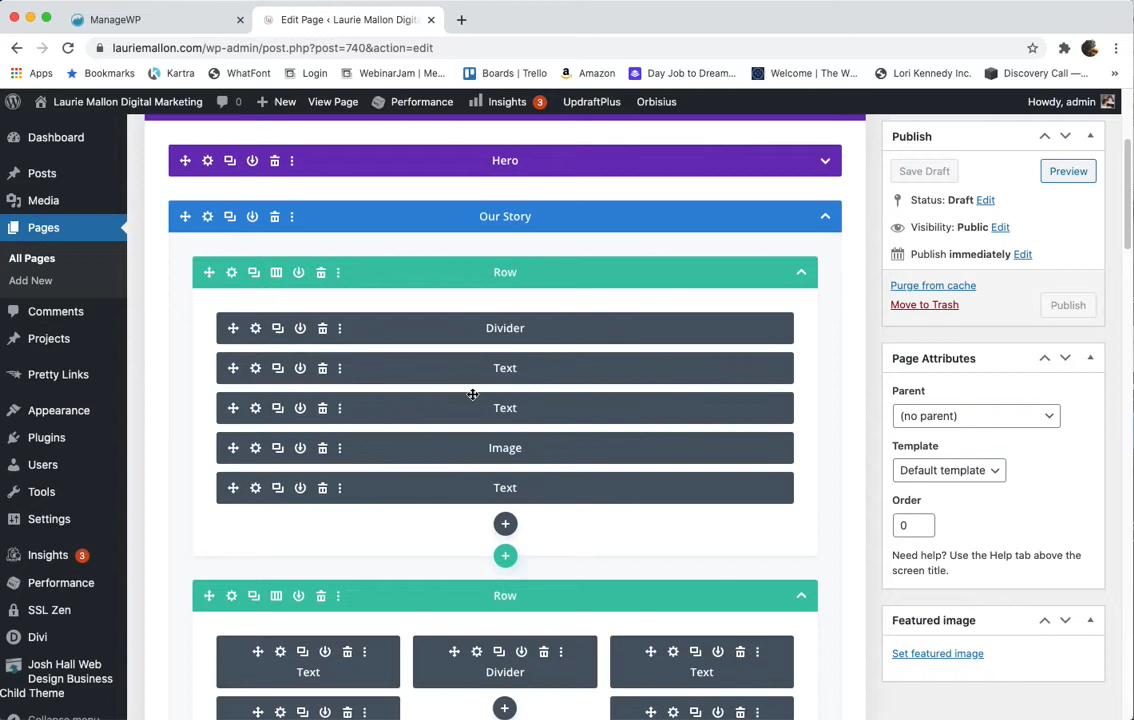 ManageWP
Edit Page ‹ Laurie Mallon Digit
lauriemallon.com/wp-admin/post.php?post=740&action=edit
Apps Bookmarks Kartra WhatFont Login WebinarJam | Me... Boards | Trello Amazon Day Job to Dream... Welcome | The W... Lori Kennedy Inc. Discovery Call —... »
Laurie Mallon Digital Marketing 0 New View Page Performance Insights 3 UpdraftPlus Orbisius Howdy, admin
Dashboard
Posts
Media
Pages
All Pages
Add New
Comments
Projects
Pretty Links
Appearance
Plugins
Users
Tools
Settings
Insights 3
Performance
SSL Zen
Divi
Josh Hall Web
Design Business
Child Theme
Collapse menu
Hero
Our Story
Row
Divider
Text
Text
Image
Text
Row
Text Divider Text
Publish
Save Draft Preview
Status: Draft Edit
Visibility: Public Edit
Publish immediately Edit
Purge from cache
Move to Trash Publish
Page Attributes
Parent
(no parent)
Template
Default template
Order
0
Need help? Use the Help tab above the
screen title.
Featured image
Set featured image